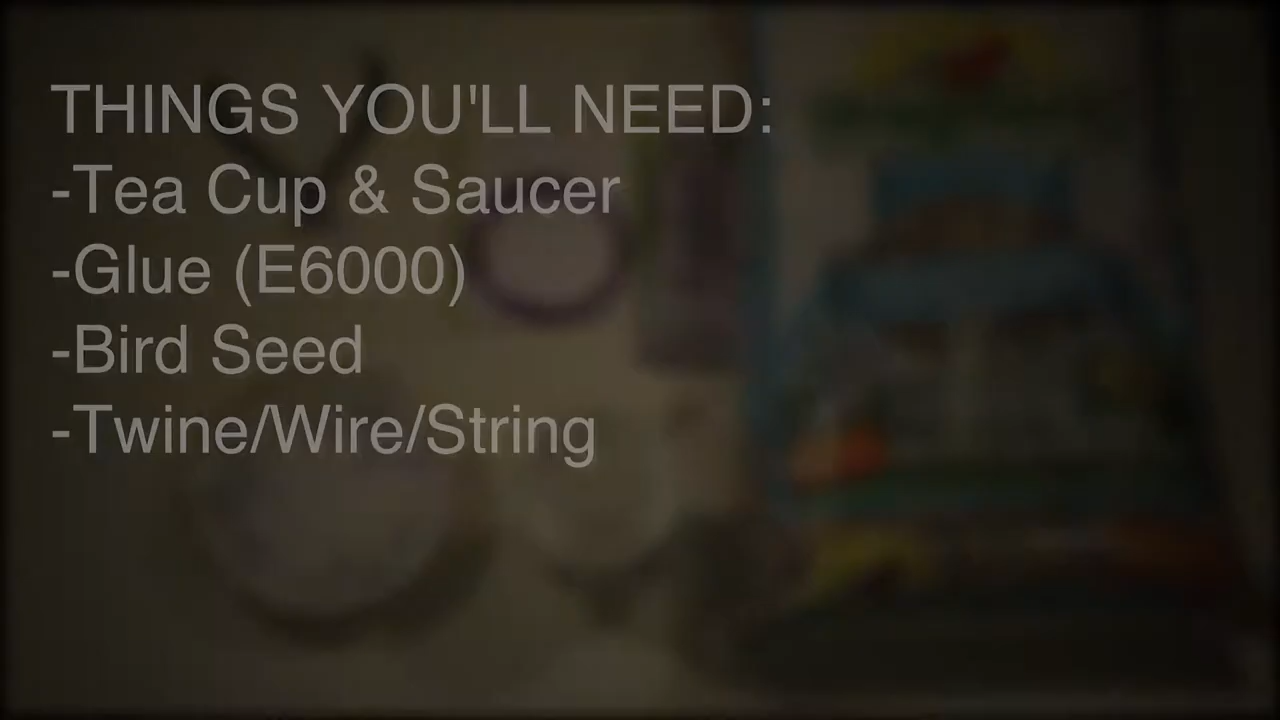 THINGS YOU'LL NEED:
-Tea Cup & Saucer
-Glue (E6000)
-Bird Seed
-Twine/Wire/String